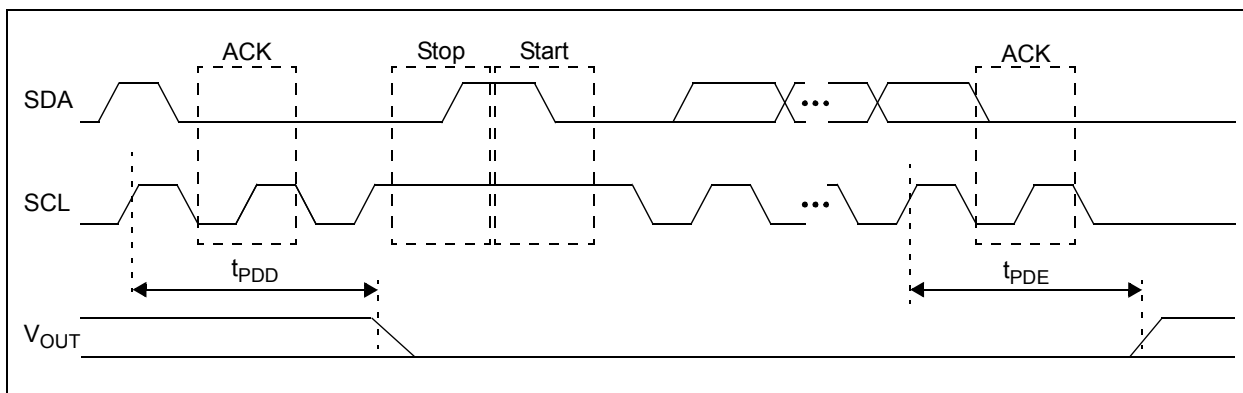 ACK Stop Start ACK
SDA
...
SCL
...
tPDD tPDE
VOUT